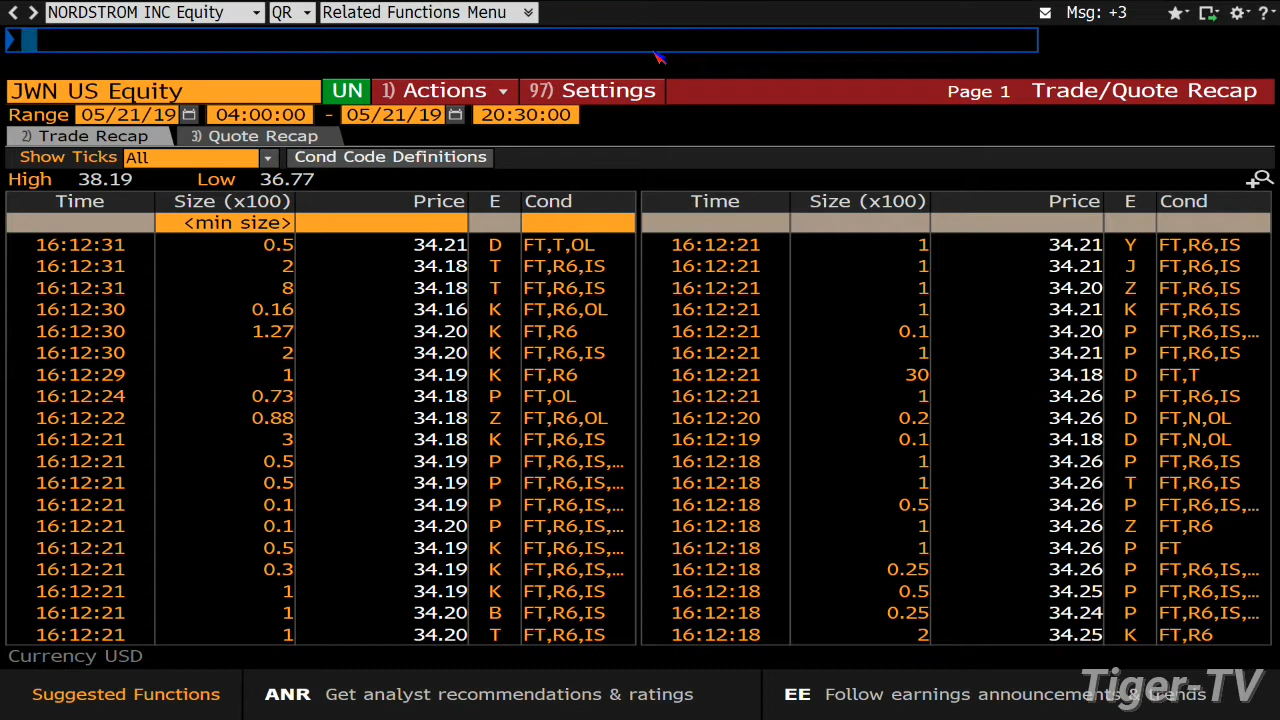 NORDSTROM INC Equity QR Related Functions Menu Msg: +3 ?
JWN US Equity UN 1) Actions 97) Settings Page 1 Trade/Quote Recap
Range 05/21/19 04:00:00 - 05/21/19 20:30:00
2) Trade Recap 3) Quote Recap
Show Ticks All Cond Code Definitions
High 38.19 Low 36.77
Time Size (x100) Price E Cond Time Size (x100) Price E Cond
<min size>
16:12:31 0.5 34.21 D FT,T,OL 16:12:21 1 34.21 Y FT,R6,IS
16:12:31 2 34.18 T FT,R6,IS 16:12:21 1 34.21 J FT,R6,IS
16:12:31 8 34.18 T FT,R6,IS 16:12:21 1 34.20 Z FT,R6,IS
16:12:30 0.16 34.16 K FT,R6,OL 16:12:21 1 34.21 K FT,R6,IS
16:12:30 1.27 34.20 K FT,R6 16:12:21 0.1 34.20 P FT,R6,IS,...
16:12:30 2 34.20 K FT,R6,IS 16:12:21 1 34.21 P FT,R6,IS
16:12:29 1 34.19 K FT,R6 16:12:21 30 34.18 D FT,T
16:12:24 0.73 34.18 P FT,OL 16:12:21 1 34.26 P FT,R6,IS
16:12:22 0.88 34.18 Z FT,R6,OL 16:12:20 0.2 34.26 D FT,N,OL
16:12:21 3 34.18 K FT,R6,IS 16:12:19 0.1 34.18 D FT,N,OL
16:12:21 0.5 34.19 P FT,R6,IS,... 16:12:18 1 34.26 P FT,R6,IS
16:12:21 0.5 34.19 P FT,R6,IS,... 16:12:18 1 34.26 T FT,R6,IS
16:12:21 0.1 34.19 P FT,R6,IS,... 16:12:18 0.5 34.26 P FT,R6,IS,...
16:12:21 0.1 34.20 P FT,R6,IS,... 16:12:18 1 34.26 Z FT,R6
16:12:21 0.5 34.19 K FT,R6,IS,... 16:12:18 1 34.26 P FT
16:12:21 0.3 34.19 K FT,R6,IS,... 16:12:18 0.25 34.26 P FT,R6,IS,...
16:12:21 1 34.19 K FT,R6,IS 16:12:18 0.5 34.25 P FT,R6,IS,...
16:12:21 1 34.20 B FT,R6,IS 16:12:18 0.25 34.24 P FT,R6,IS,...
16:12:21 1 34.20 T FT,R6,IS 16:12:18 2 34.25 K FT,R6
Currency USD
Suggested Functions ANR Get analyst recommendations & ratings EE Follow earnings announcements & trends
Tiger-TV